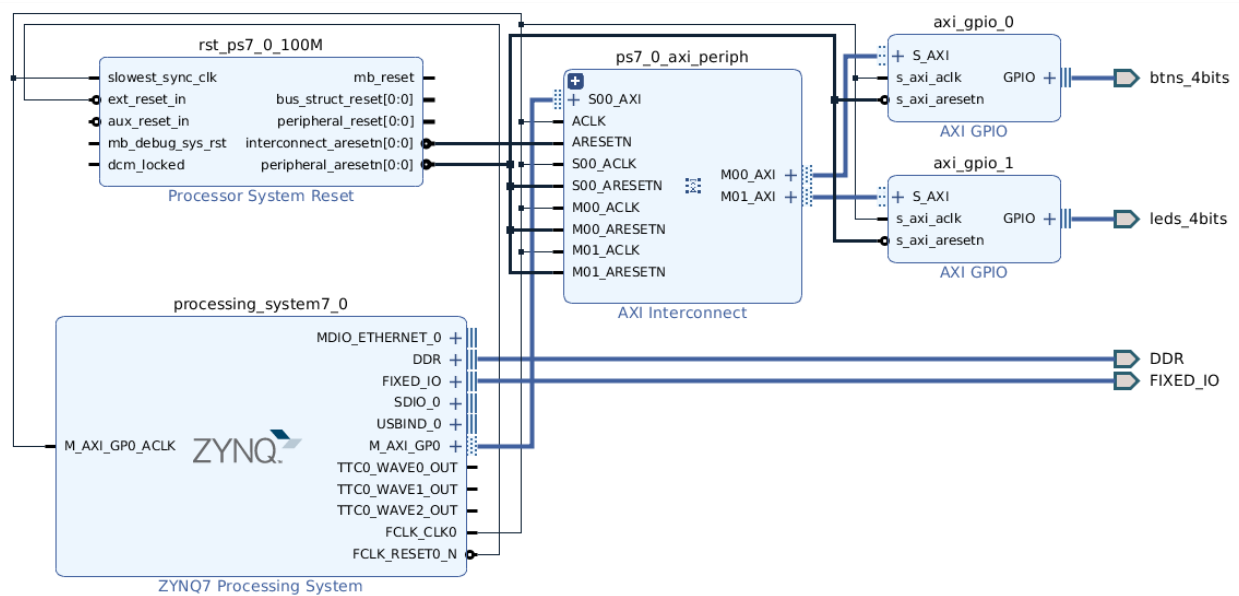 rst_ps7_0_100M
slowest_sync_clk
ext_reset_in
aux_reset_in
mb_debug_sys_rst
dcm_locked
mb_reset
bus_struct_reset[0:0]
peripheral_reset[0:0]
interconnect_aresetn[0:0]
peripheral_aresetn[0:0]
Processor System Reset
ps7_0_axi_periph
S00_AXI
ACLK
ARESETN
S00_ACLK
S00_ARESETN
M00_ACLK
M00_ARESETN
M01_ACLK
M01_ARESETN
M00_AXI
M01_AXI
AXI Interconnect
axi_gpio_0
S_AXI
s_axi_aclk
s_axi_aresetn
GPIO
AXI GPIO
btns_4bits
axi_gpio_1
S_AXI
s_axi_aclk
s_axi_aresetn
GPIO
AXI GPIO
leds_4bits
processing_system7_0
M_AXI_GP0_ACLK
ZYNQ
MDIO_ETHERNET_0
DDR
FIXED_IO
SDIO_0
USBIND_0
M_AXI_GP0
TTC0_WAVE0_OUT
TTC0_WAVE1_OUT
TTC0_WAVE2_OUT
FCLK_CLK0
FCLK_RESET0_N
ZYNQ7 Processing System
DDR
FIXED_IO